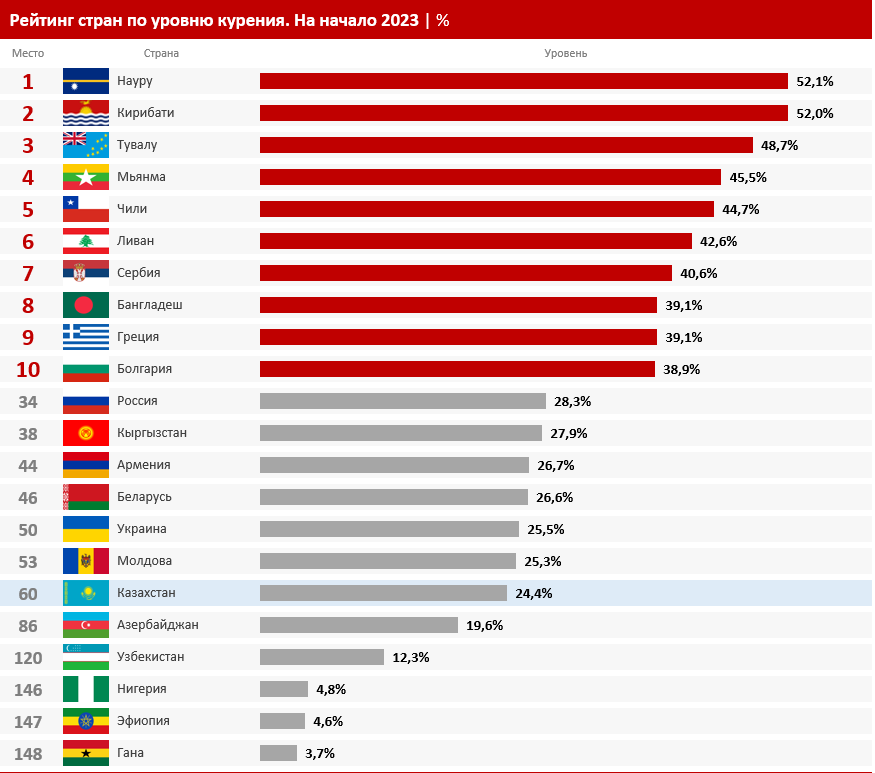 Рейтинг стран по уровню курения. На начало 2023 | %
Место Страна Уровень
1 Науру 52,1%
2 Кирибати 52,0%
3 Тувалу 48,7%
4 Мьянма 45,5%
5 Чили 44,7%
6 Ливан 42,6%
7 Сербия 40,6%
8 Бангладеш 39,1%
9 Греция 39,1%
10 Болгария 38,9%
34 Россия 28,3%
38 Кыргызстан 27,9%
44 Армения 26,7%
46 Беларусь 26,6%
50 Украина 25,5%
53 Молдова 25,3%
60 Казахстан 24,4%
86 Азербайджан 19,6%
120 Узбекистан 12,3%
146 Нигерия 4,8%
147 Эфиопия 4,6%
148 Гана 3,7%